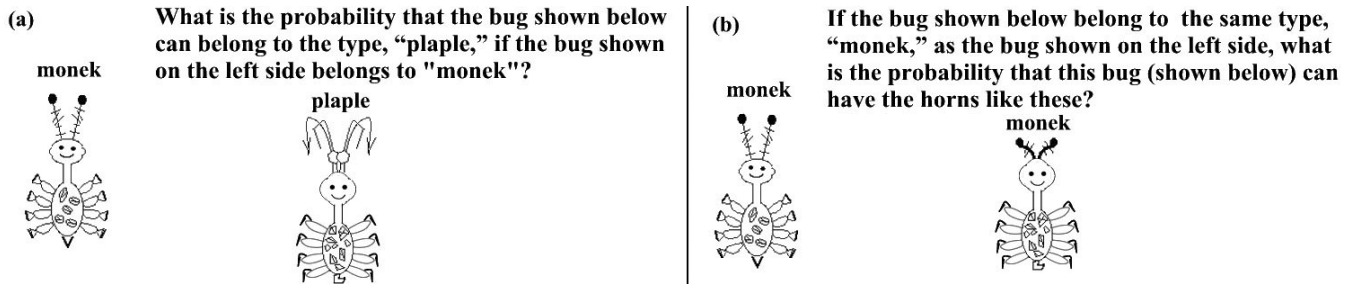 (a)
What is the probability that the bug shown below
can belong to the type, “plaple,” if the bug shown
on the left side belongs to "monek"?
monek
plaple
(b)
If the bug shown below belong to the same type,
“monek,” as the bug shown on the left side, what
is the probability that this bug (shown below) can
have the horns like these?
monek
monek